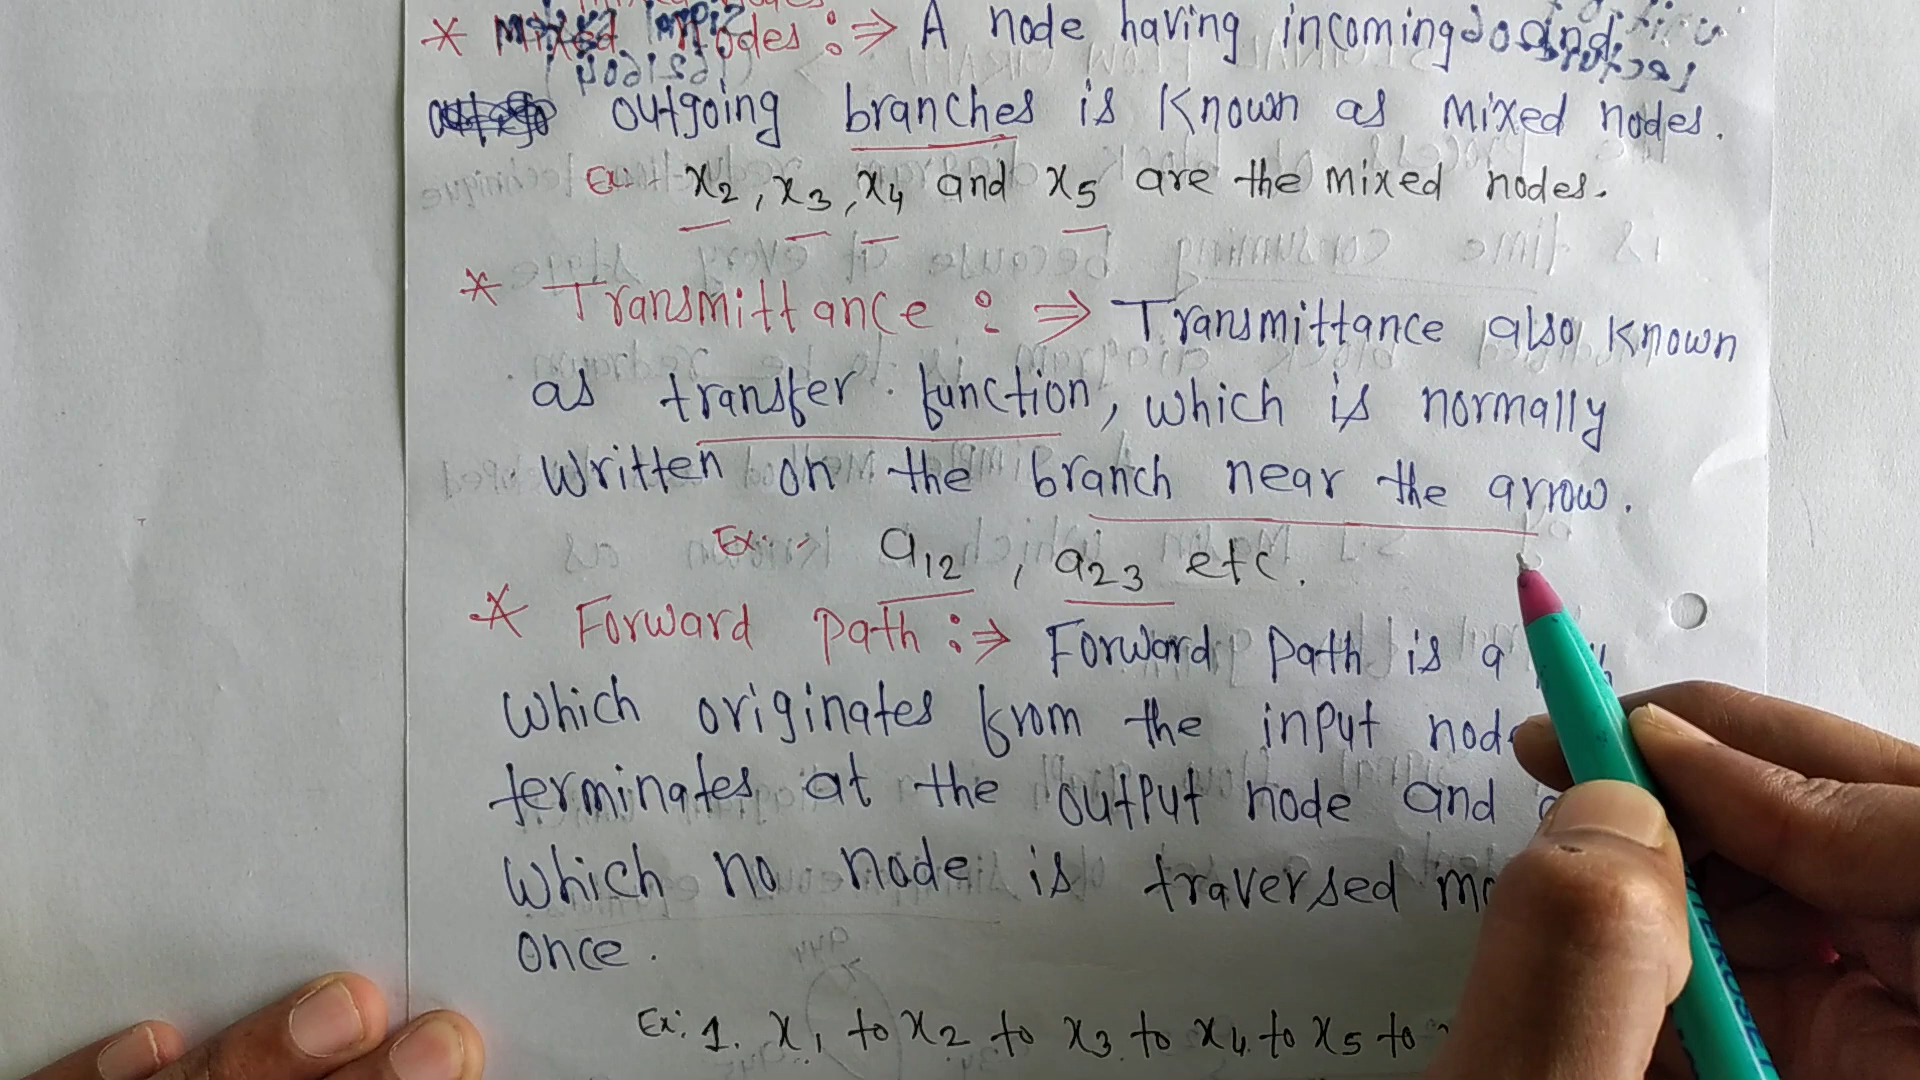 * Mixed Nodes :⇒ A node having incoming and
outgoing branches is known as mixed nodes.
Ex:- x2, x3, x4 and x5 are the mixed nodes.
* Transmittance :⇒ Transmittance also known
as transfer function, which is normally
written on the branch near the arrow.
Ex:- a12, a23 etc.
* Forward path :⇒ Forward path is a
which originates from the input
terminates at the output node and
which no node is traversed
once.
Ex: 1. x1 to x2 to x3 to x4 to x5 to